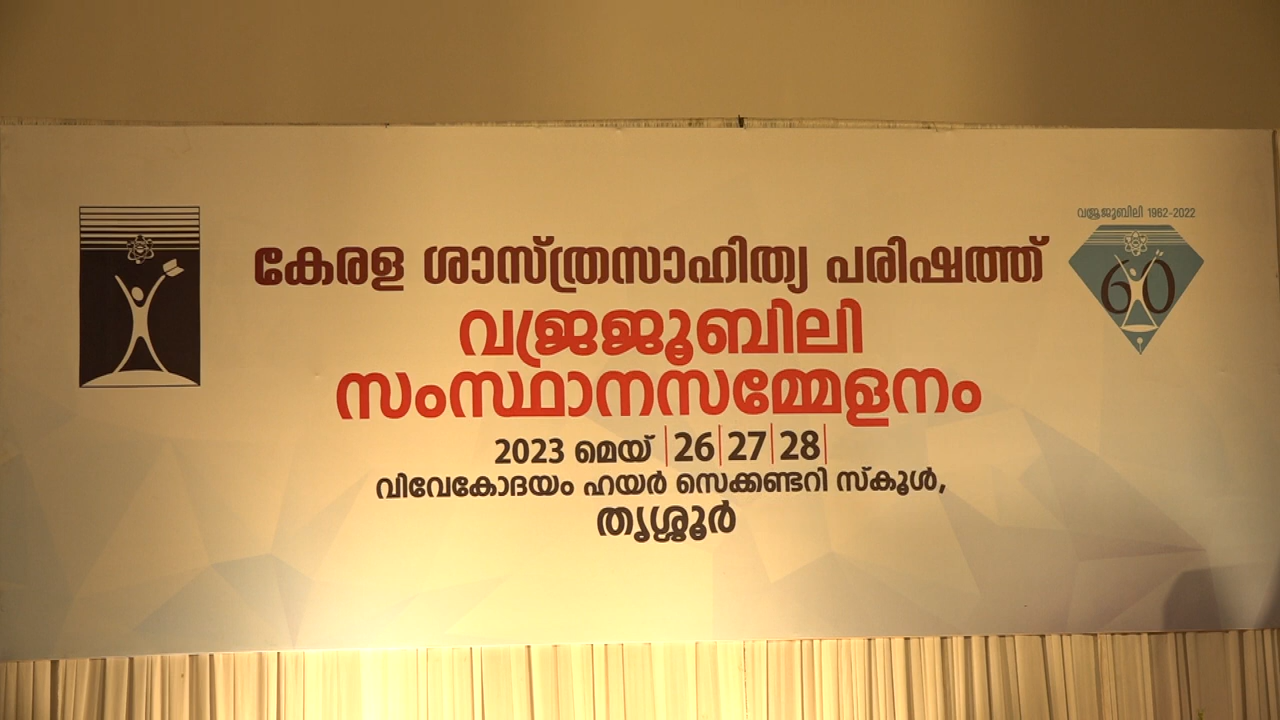 വജ്രജൂബിലി 1962-2022
60
കേരള ശാസ്ത്രസാഹിത്യ പരിഷത്ത്
വജ്രജൂബിലി
സംസ്ഥാനസമ്മേളനം
2023 മെയ് |26|27|28|
വിവേകോദയം ഹയർ സെക്കണ്ടറി സ്കൂൾ,
തൃശ്ശൂർ